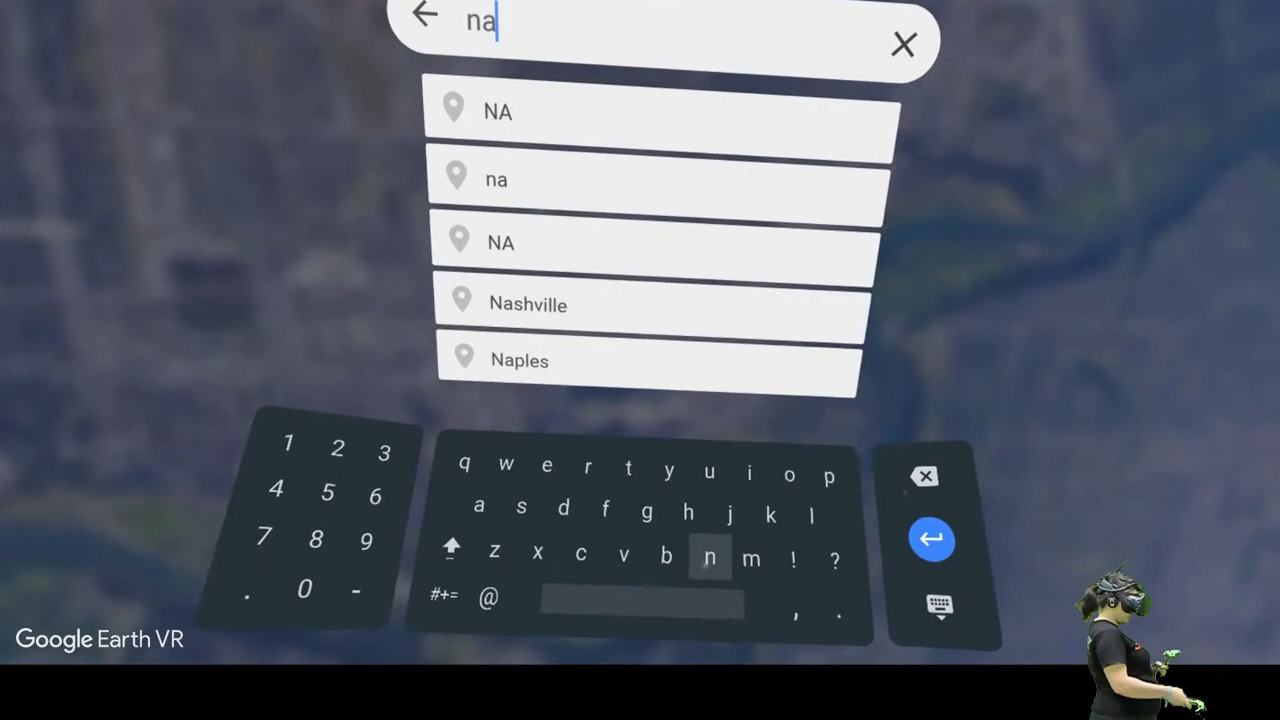 na
NA
na
NA
Nashville
Naples
1 2 3
4 5 6
7 8 9
. 0 -
q w e r t y u i o p
a s d f g h j k l
z x c v b n m ! ?
#+= @ , .
Google Earth VR